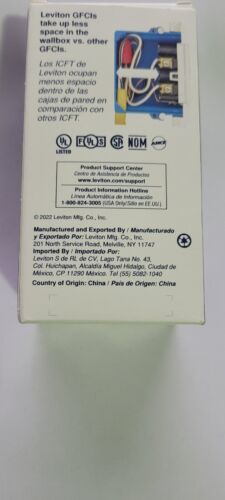 Leviton GFCIs
take up less
space in the
wallbox vs. other
GFCIs.
Los ICFT de
Leviton ocupan
menos espacio
dentro de las
cajas de pared en
comparación con
otros ICFT.
UL
LISTED
SA
NOM
ANCE
Product Support Center
Centro de Asistencia de Productos
www.leviton.com/support
Product Information Hotline
Línea Automática de Información
1-800-824-3005 (USA Only/Sólo en EE.UU.)
© 2022 Leviton Mfg. Co., Inc.
Manufactured and Exported By / Manufacturado
y Exportado Por: Leviton Mfg. Co., Inc.
201 North Service Road, Melville, NY 11747
Imported By / Importado Por:
Leviton S de RL de CV, Lago Tana No. 43,
Col. Huichapan, Alcaldía Miguel Hidalgo, Ciudad de
México, CP 11290 México. Tel (55) 5082-1040
Country of Origin: China / País de Origen: China